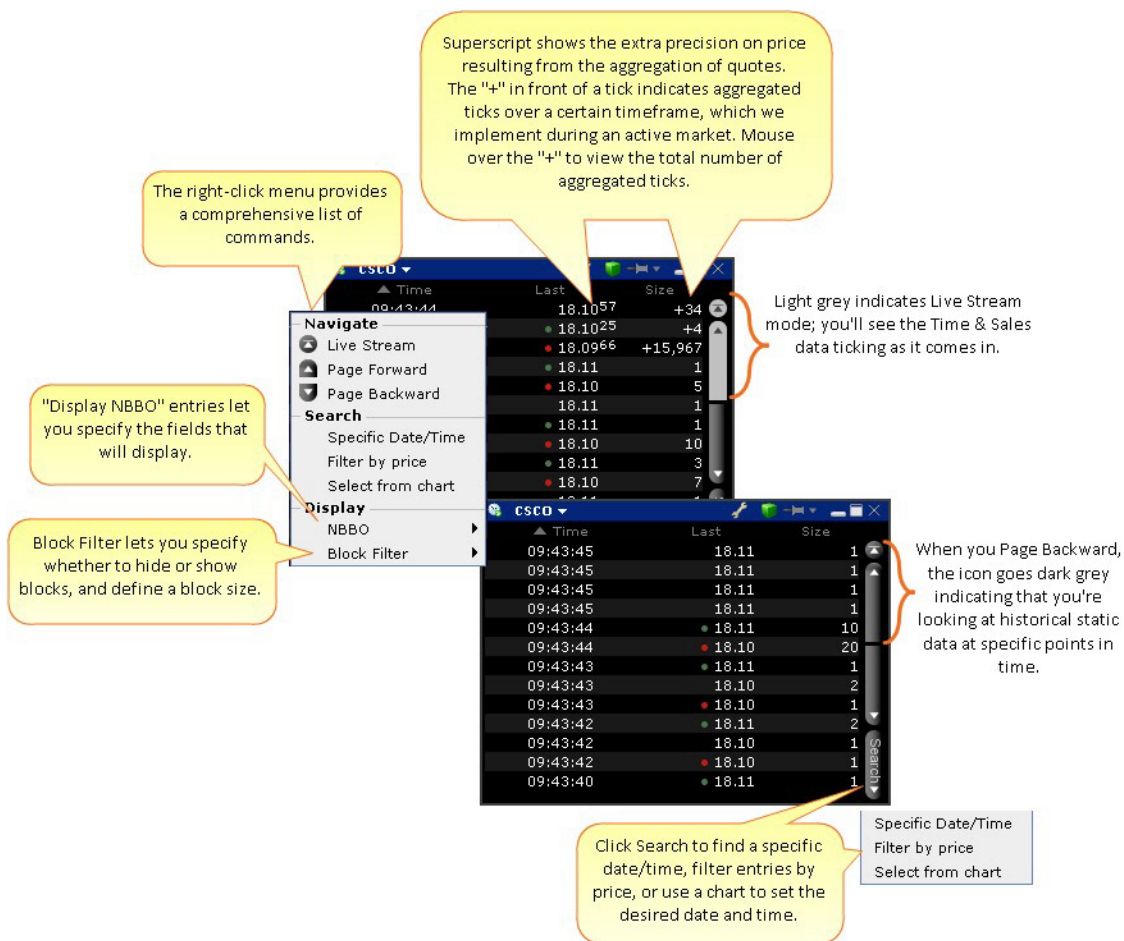 Superscript shows the extra precision on price
resulting from the aggregation of quotes.
The "+" in front of a tick indicates aggregated
ticks over a certain timeframe, which we
implement during an active market. Mouse
over the "+" to view the total number of
aggregated ticks.
The right-click menu provides
a comprehensive list of
commands.
CSCO
Time Last Size
09:43:44 18.1057 +34
18.1025 +4
18.0966 +15,967
18.11 1
18.10 5
18.11 1
18.11 1
18.10 10
18.11 3
18.10 7
Light grey indicates Live Stream
mode; you'll see the Time & Sales
data ticking as it comes in.
Navigate
Live Stream
Page Forward
Page Backward
Search
Specific Date/Time
Filter by price
Select from chart
Display
NBBO
Block Filter
"Display NBBO" entries let
you specify the fields that
will display.
Block Filter lets you specify
whether to hide or show
blocks, and define a block size.
CSCO
Time Last Size
09:43:45 18.11 1
09:43:45 18.11 1
09:43:45 18.11 1
09:43:45 18.11 1
09:43:44 18.11 10
09:43:44 18.10 20
09:43:43 18.11 1
09:43:43 18.10 2
09:43:43 18.10 1
09:43:42 18.11 2
09:43:42 18.10 1
09:43:42 18.10 1
09:43:40 18.11 1
Search
When you Page Backward,
the icon goes dark grey
indicating that you're
looking at historical static
data at specific points in
time.
Click Search to find a specific
date/time, filter entries by
price, or use a chart to set the
desired date and time.
Specific Date/Time
Filter by price
Select from chart